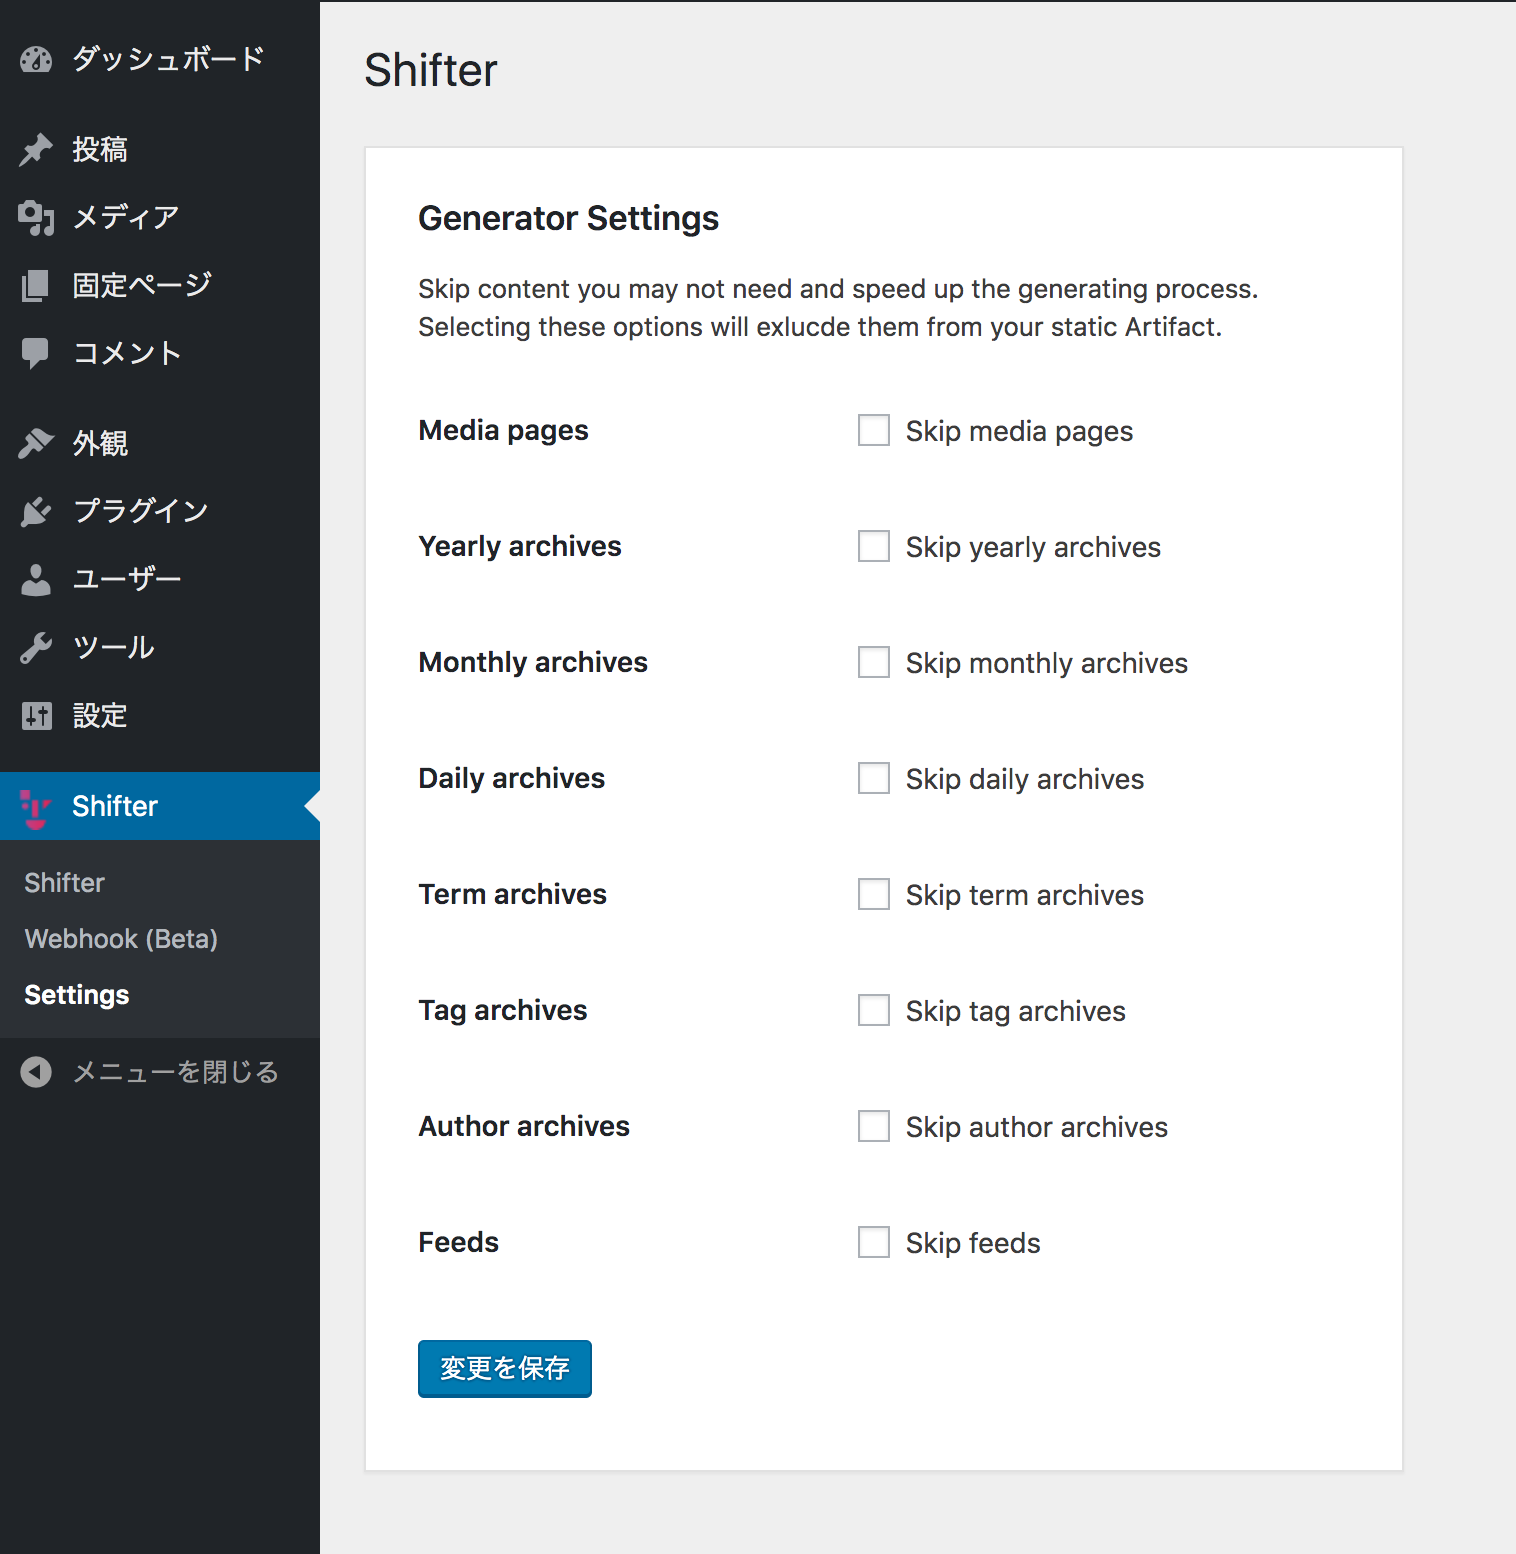 ダッシュボード
投稿
メディア
固定ページ
コメント
外観
プラグイン
ユーザー
ツール
設定
Shifter
Shifter
Webhook (Beta)
Settings
メニューを閉じる
Shifter
Generator Settings
Skip content you may not need and speed up the generating process.
Selecting these options will exlucde them from your static Artifact.
Media pages
Skip media pages
Yearly archives
Skip yearly archives
Monthly archives
Skip monthly archives
Daily archives
Skip daily archives
Term archives
Skip term archives
Tag archives
Skip tag archives
Author archives
Skip author archives
Feeds
Skip feeds
変更を保存